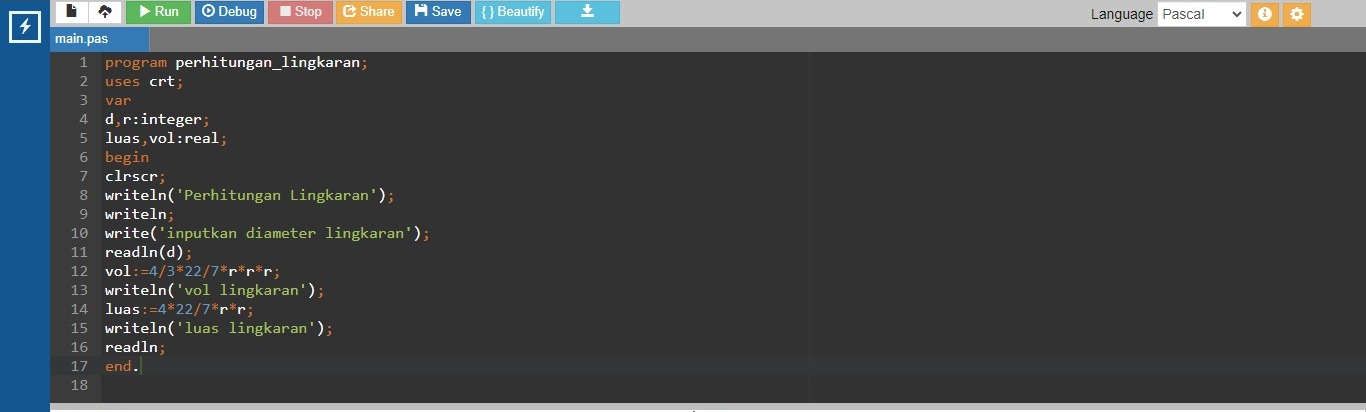 Run Debug Stop Share Save { } Beautify Language Pascal
main.pas
1 program perhitungan_lingkaran;
2 uses crt;
3 var
4 d,r:integer;
5 luas,vol:real;
6 begin
7 clrscr;
8 writeln('Perhitungan Lingkaran');
9 writeln;
10 write('inputkan diameter lingkaran');
11 readln(d);
12 vol:=4/3*22/7*r*r*r;
13 writeln('vol lingkaran');
14 luas:=4*22/7*r*r;
15 writeln('luas lingkaran');
16 readln;
17 end.
18